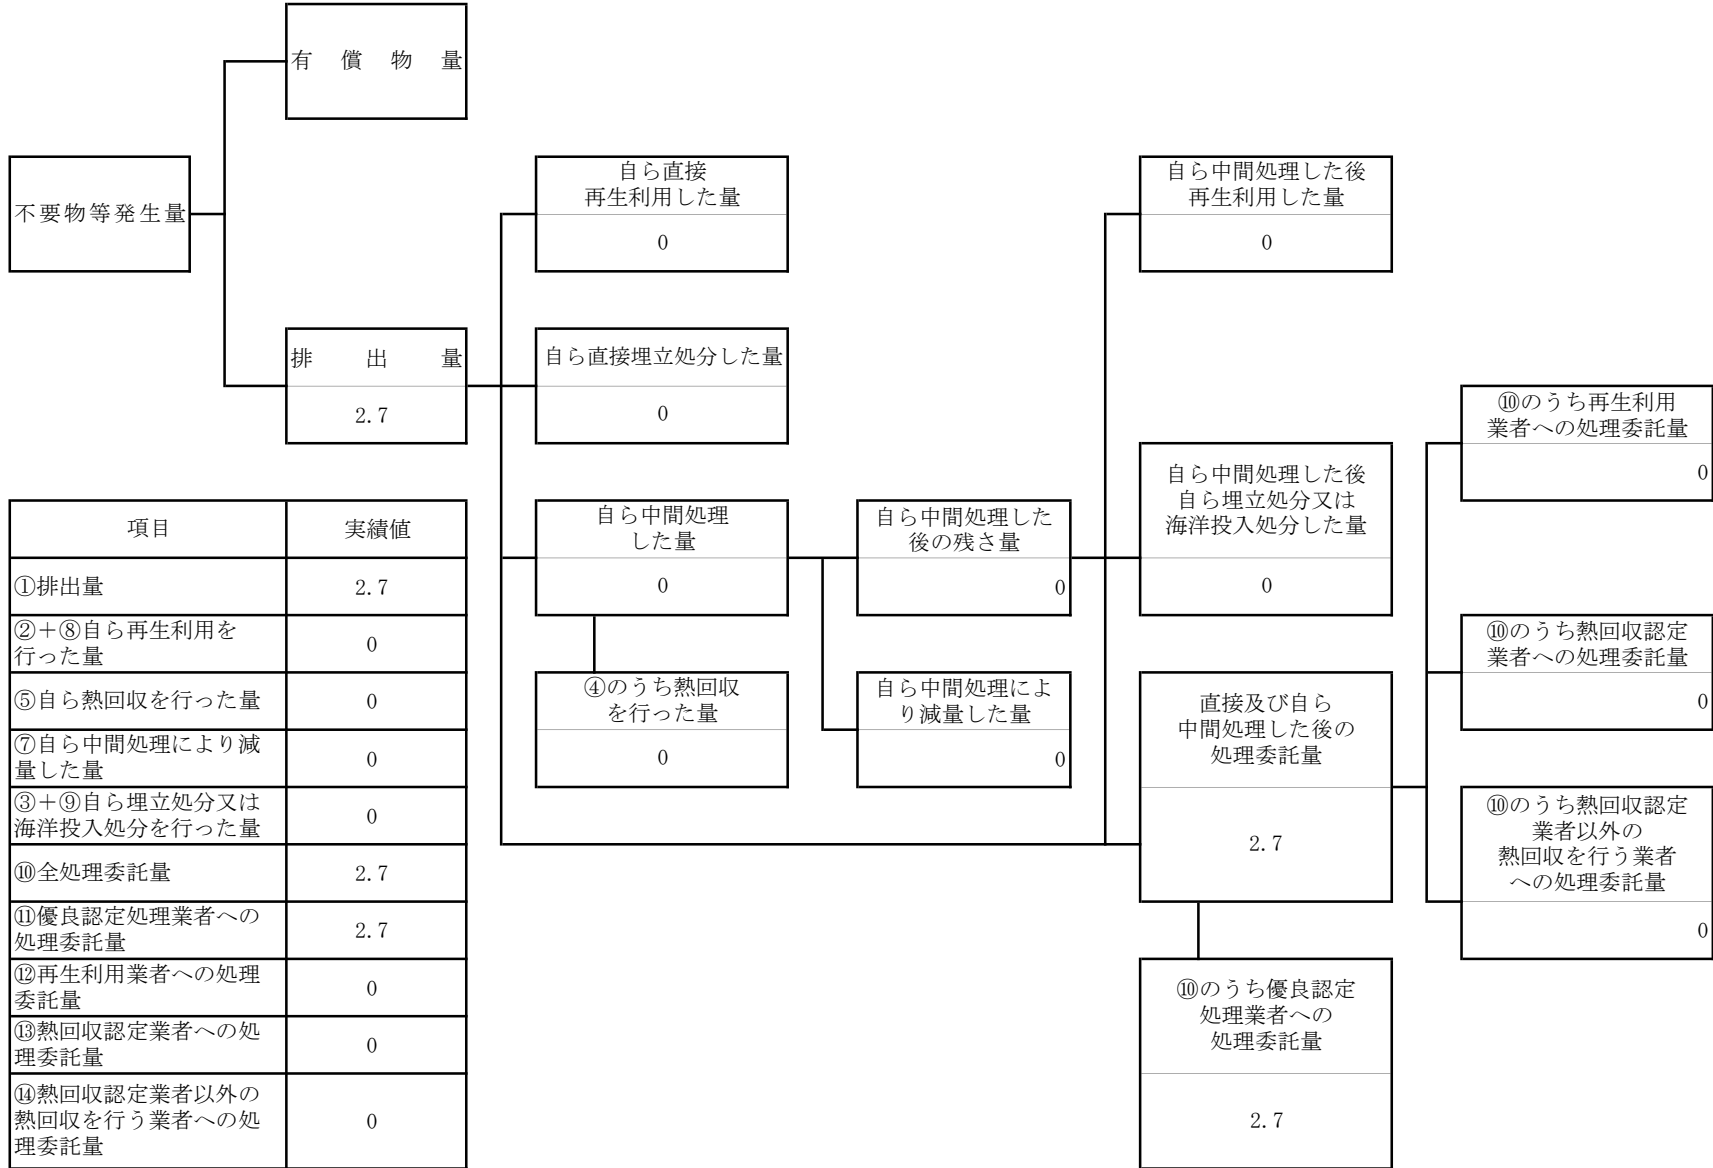 有償物量
不要物等発生量
自ら直接
再生利用した量
0
自ら中間処理した後
再生利用した量
0
排出量
2.7
自ら直接埋立処分した量
0
⑩のうち再生利用
業者への処理委託量
0
自ら中間処理
した量
0
自ら中間処理した
後の残さ量
0
自ら中間処理した後
自ら埋立処分又は
海洋投入処分した量
0
⑩のうち熱回収認定
業者への処理委託量
0
④のうち熱回収
を行った量
0
自ら中間処理によ
り減量した量
0
直接及び自ら
中間処理した後の
処理委託量
2.7
⑩のうち熱回収認定
業者以外の
熱回収を行う業者
への処理委託量
0
⑩のうち優良認定
処理業者への
処理委託量
2.7
項目 実績値
①排出量 2.7
②＋⑧自ら再生利用を
行った量 0
⑤自ら熱回収を行った量 0
⑦自ら中間処理により減
量した量 0
③＋⑨自ら埋立処分又は
海洋投入処分を行った量 0
⑩全処理委託量 2.7
⑪優良認定処理業者への
処理委託量 2.7
⑫再生利用業者への処理
委託量 0
⑬熱回収認定業者への処
理委託量 0
⑭熱回収認定業者以外の
熱回収を行う業者への処
理委託量 0